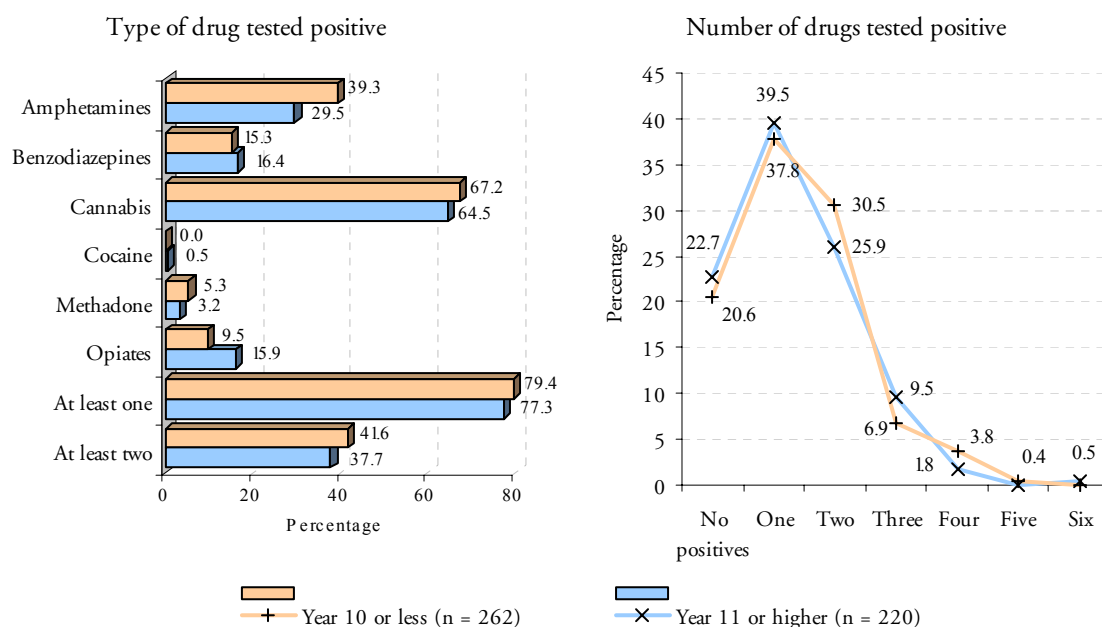 Type of drug tested positive
Amphetamines
Benzodiazepines
Cannabis
Cocaine
Methadone
Opiates
At least one
At least two
39.3
29.5
15.3
16.4
67.2
64.5
0.0
0.5
5.3
3.2
9.5
15.9
79.4
77.3
41.6
37.7
0 20 40 60 80
Percentage
Number of drugs tested positive
Percentage
45
40
35
30
25
20
15
10
5
0
39.5
37.8
30.5
25.9
22.7
20.6
9.5
6.9
3.8
1.8
0.4
0.5
No One Two Three Four Five Six
positives
Year 10 or less (n = 262) Year 11 or higher (n = 220)